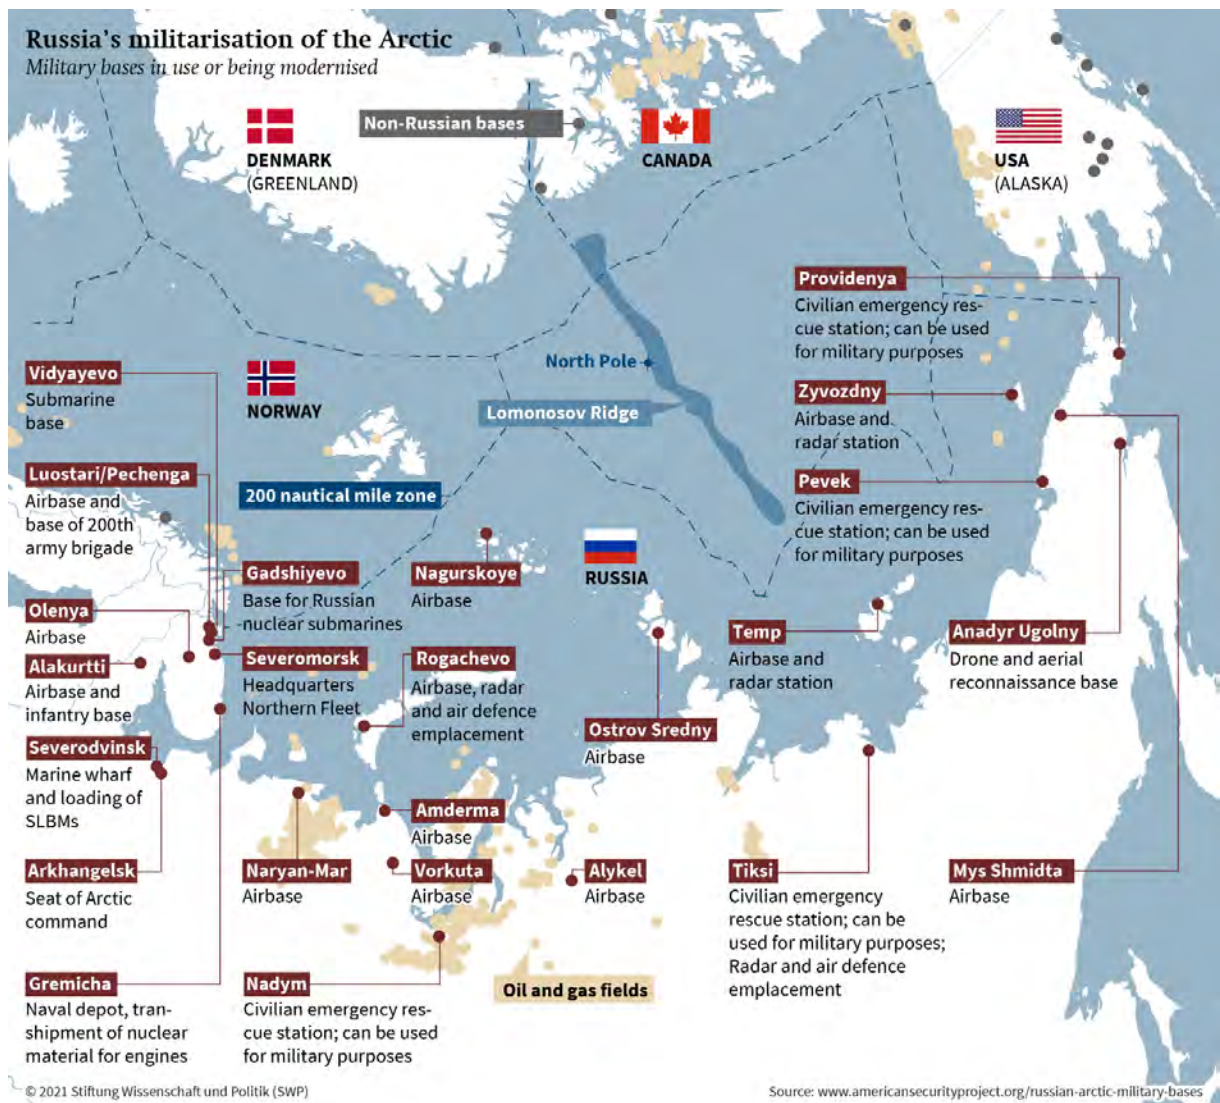 Russia's militarisation of the Arctic
Military bases in use or being modernised
DENMARK
(GREENLAND)
Non-Russian bases
CANADA
USA
(ALASKA)
Providenya
Civilian emergency res-
cue station; can be used
for military purposes
North Pole
Lomonosov Ridge
Zyvozdny
Airbase and
radar station
Pevek
Civilian emergency res-
cue station; can be used
for military purposes
Vidyayevo
Submarine
base
NORWAY
Luostari/Pechenga
Airbase and
base of 200th
army brigade
200 nautical mile zone
Gadshiyevo
Base for Russian
nuclear submarines
Nagurskoye
Airbase
RUSSIA
Olenya
Airbase
Alakurtti
Airbase and
infantry base
Severomorsk
Headquarters
Northern Fleet
Rogachevo
Airbase, radar
and air defence
emplacement
Ostrov Sredny
Airbase
Temp
Airbase and
radar station
Anadyr Ugolny
Drone and aerial
reconnaissance base
Severodvinsk
Marine wharf
and loading of
SLBMs
Amderma
Airbase
Arkhangelsk
Seat of Arctic
command
Naryan-Mar
Airbase
Vorkuta
Airbase
Alykel
Airbase
Tiksi
Civilian emergency
rescue station; can be
used for military purposes;
Radar and air defence
emplacement
Mys Shmidta
Airbase
Gremicha
Naval depot, tran-
shipment of nuclear
material for engines
Nadym
Civilian emergency res-
cue station; can be used
for military purposes
Oil and gas fields
© 2021 Stiftung Wissenschaft und Politik (SWP)
Source: www.americansecurityproject.org/russian-arctic-military-bases